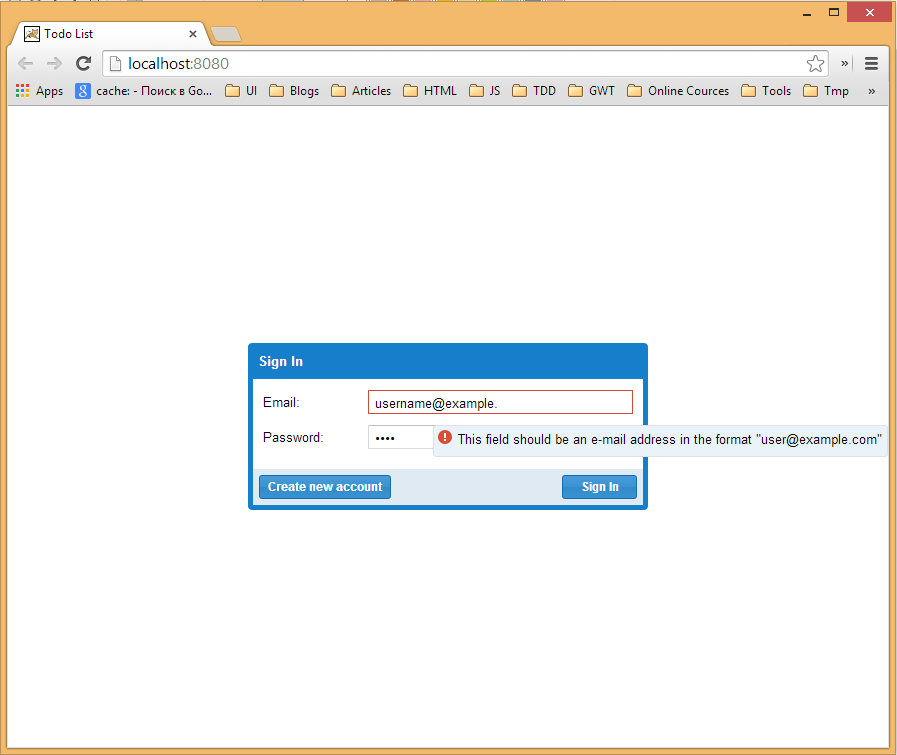 Todo List
localhost:8080
Apps cache: - Поиск в Go... UI Blogs Articles HTML JS TDD GWT Online Cources Tools Tmp »
Sign In
Email: username@example.
Password: ••••
This field should be an e-mail address in the format "user@example.com"
Create new account Sign In